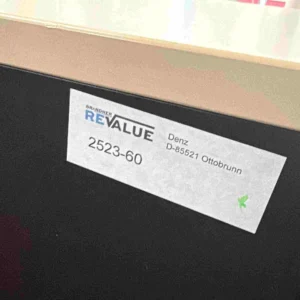 REVALUE
2523-60
Denz
D-85521 Ottobrunn